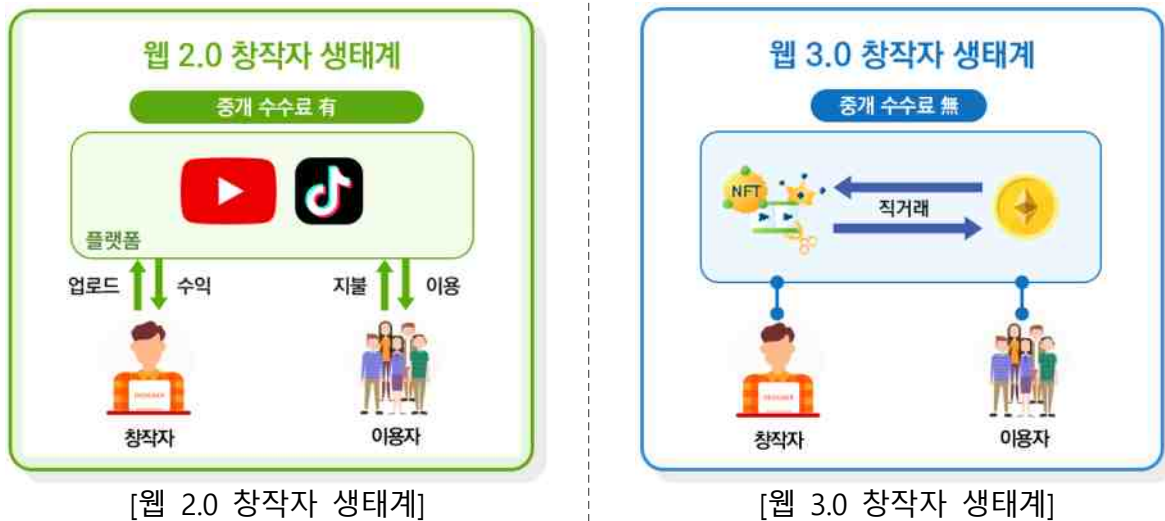 웹 2.0 창작자 생태계
중개 수수료 有
플랫폼
업로드
수익
지불
이용
창작자
이용자
[웹 2.0 창작자 생태계]
웹 3.0 창작자 생태계
중개 수수료 無
NFT
직거래
창작자
이용자
[웹 3.0 창작자 생태계]